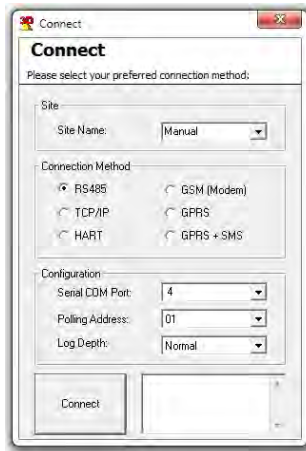 Connect
Connect
Please select your preferred connection method:
Site
Site Name: Manual
Connection Method
RS485 GSM (Modem)
TCP/IP GPRS
HART GPRS + SMS
Configuration
Serial COM Port: 4
Polling Address: 01
Log Depth: Normal
Connect